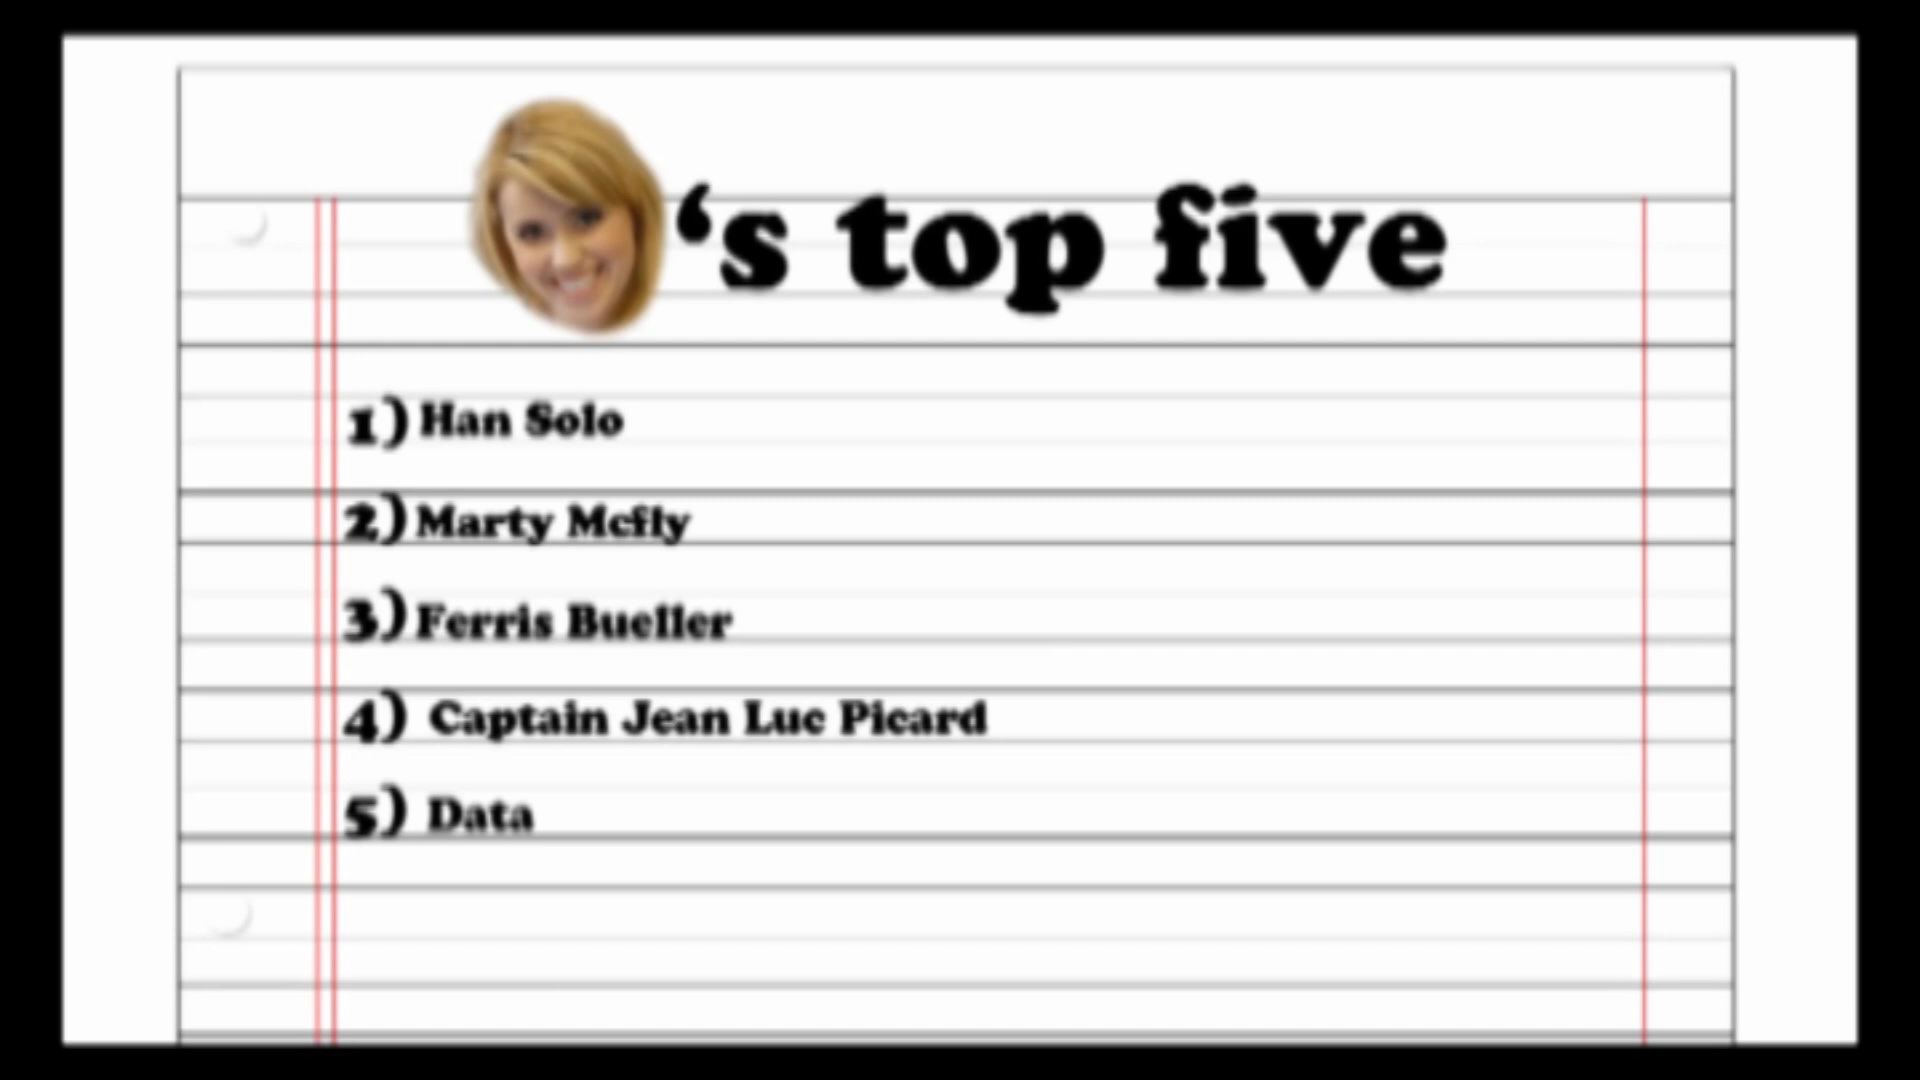 ‘s top five
1) Han Solo
2) Marty Mcfly
3) Ferris Bueller
4) Captain Jean Luc Picard
5) Data